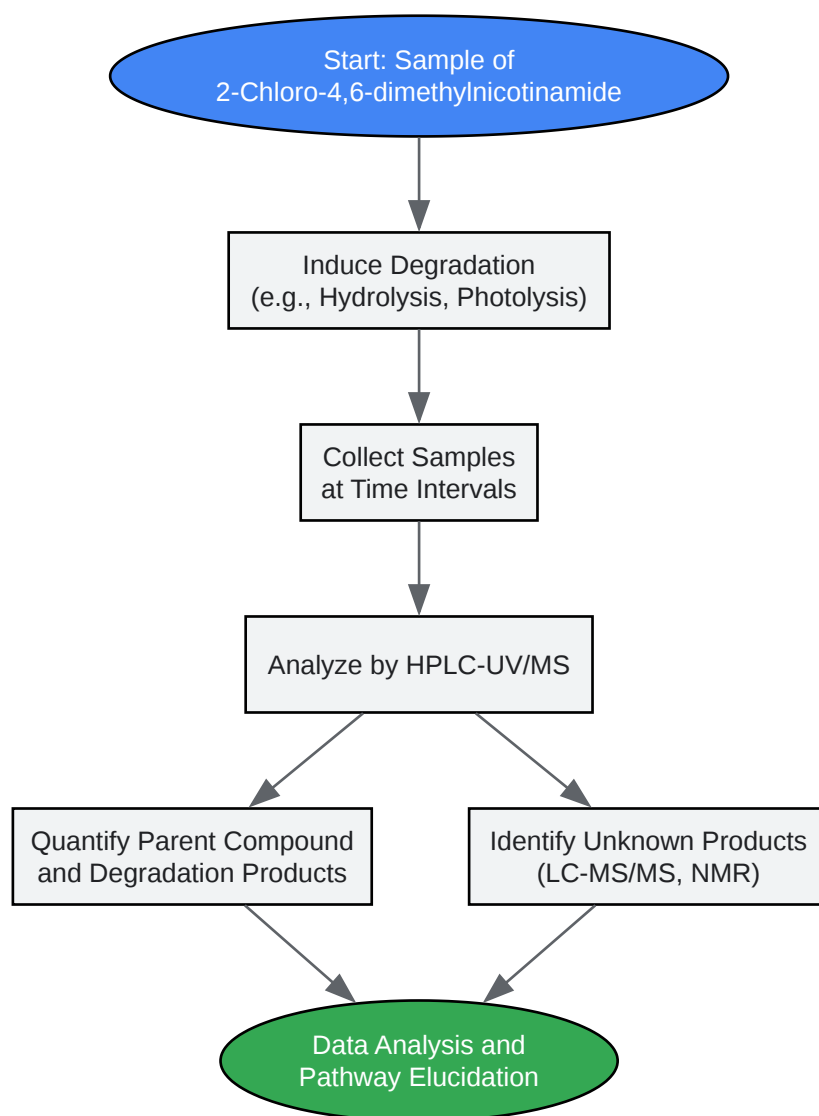 Start: Sample of
2-Chloro-4,6-dimethylnicotinamide
Induce Degradation
(e.g., Hydrolysis, Photolysis)
Collect Samples
at Time Intervals
Analyze by HPLC-UV/MS
Quantify Parent Compound
and Degradation Products
Identify Unknown Products
(LC-MS/MS, NMR)
Data Analysis and
Pathway Elucidation